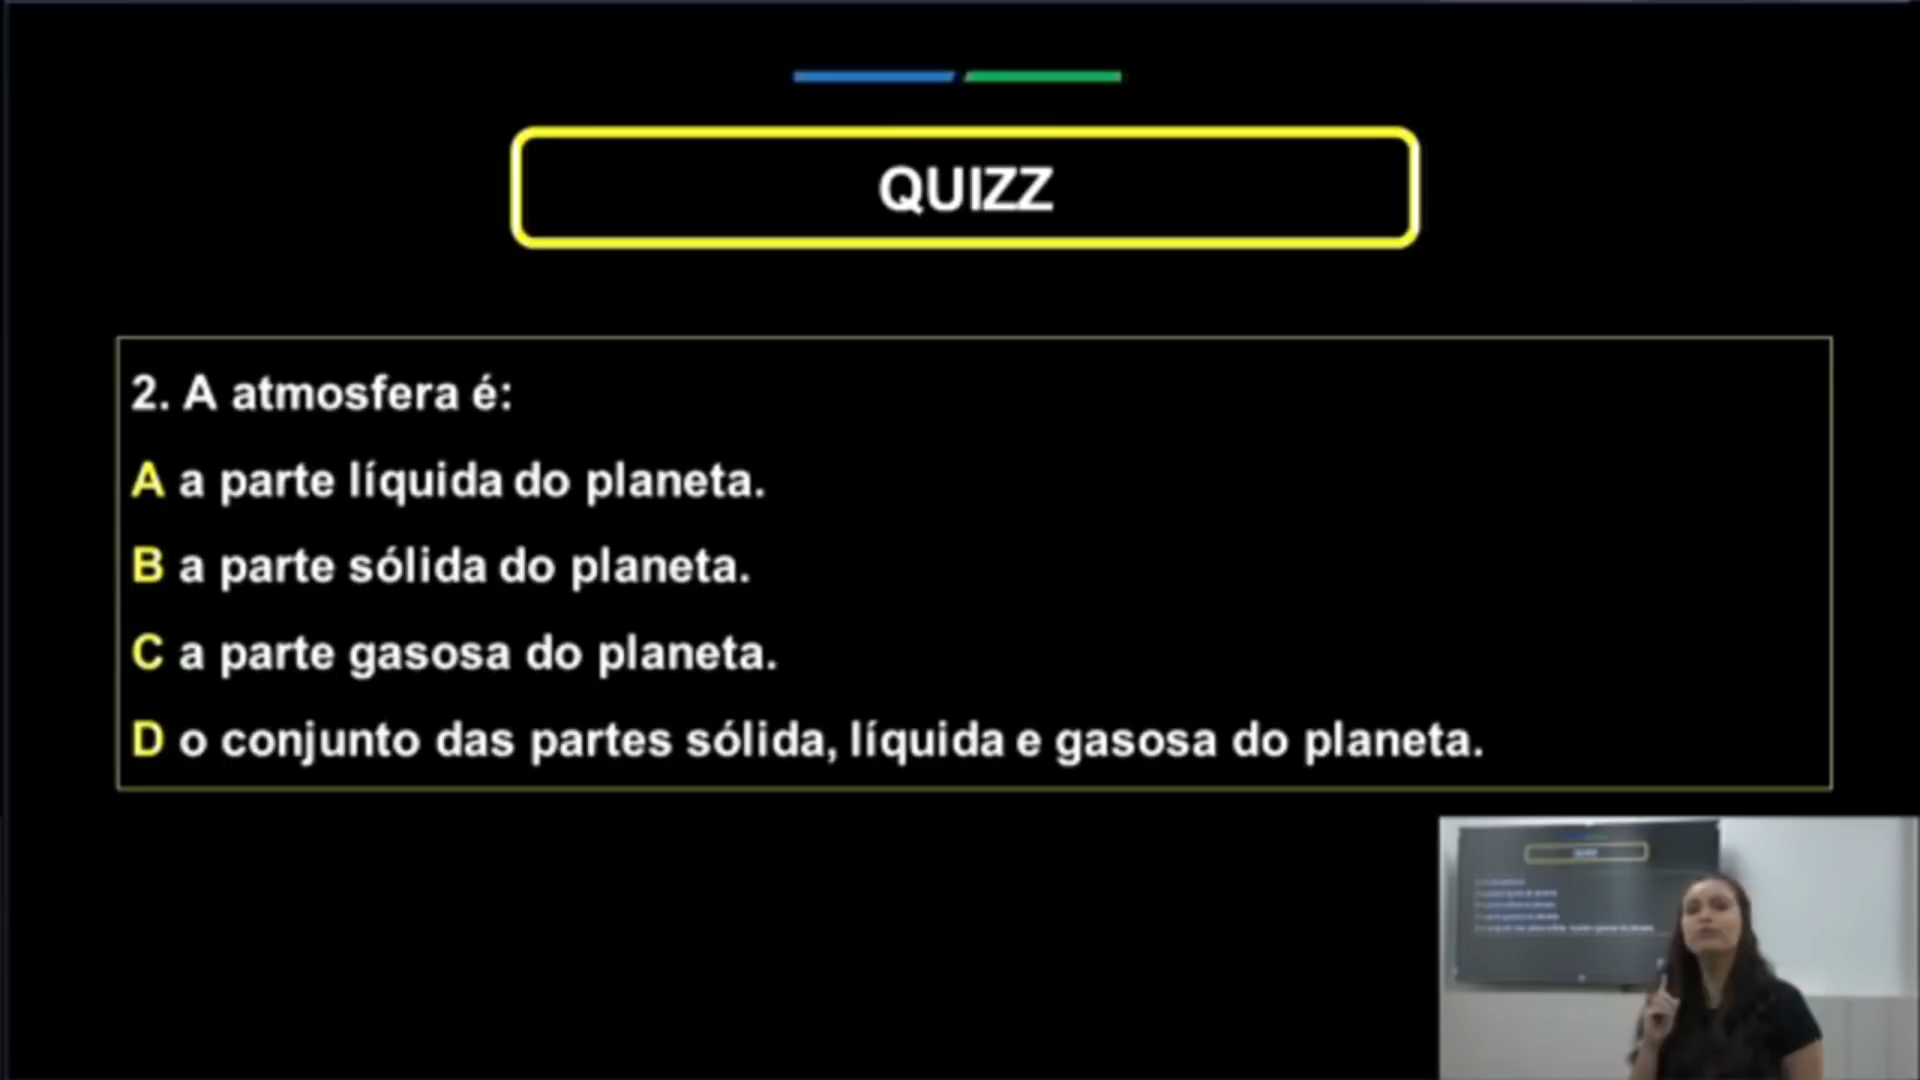 QUIZZ
2. A atmosfera é:
A a parte líquida do planeta.
B a parte sólida do planeta.
C a parte gasosa do planeta.
D o conjunto das partes sólida, líquida e gasosa do planeta.